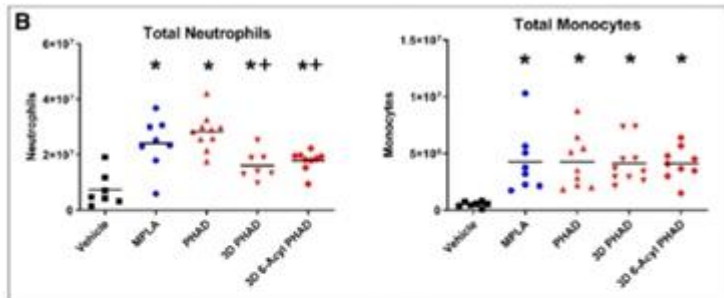 B
Total Neutrophils
6×10⁷
4×10⁷
2×10⁷
0
Neutrophils
* * *+ *+
Vehicle
MPLA
PHAD
3D PHAD
3D 6-Acyl PHAD
Total Monocytes
1.5×10⁷
1×10⁷
5×10⁶
0
Monocytes
* * * *
Vehicle
MPLA
PHAD
3D PHAD
3D 6-Acyl PHAD